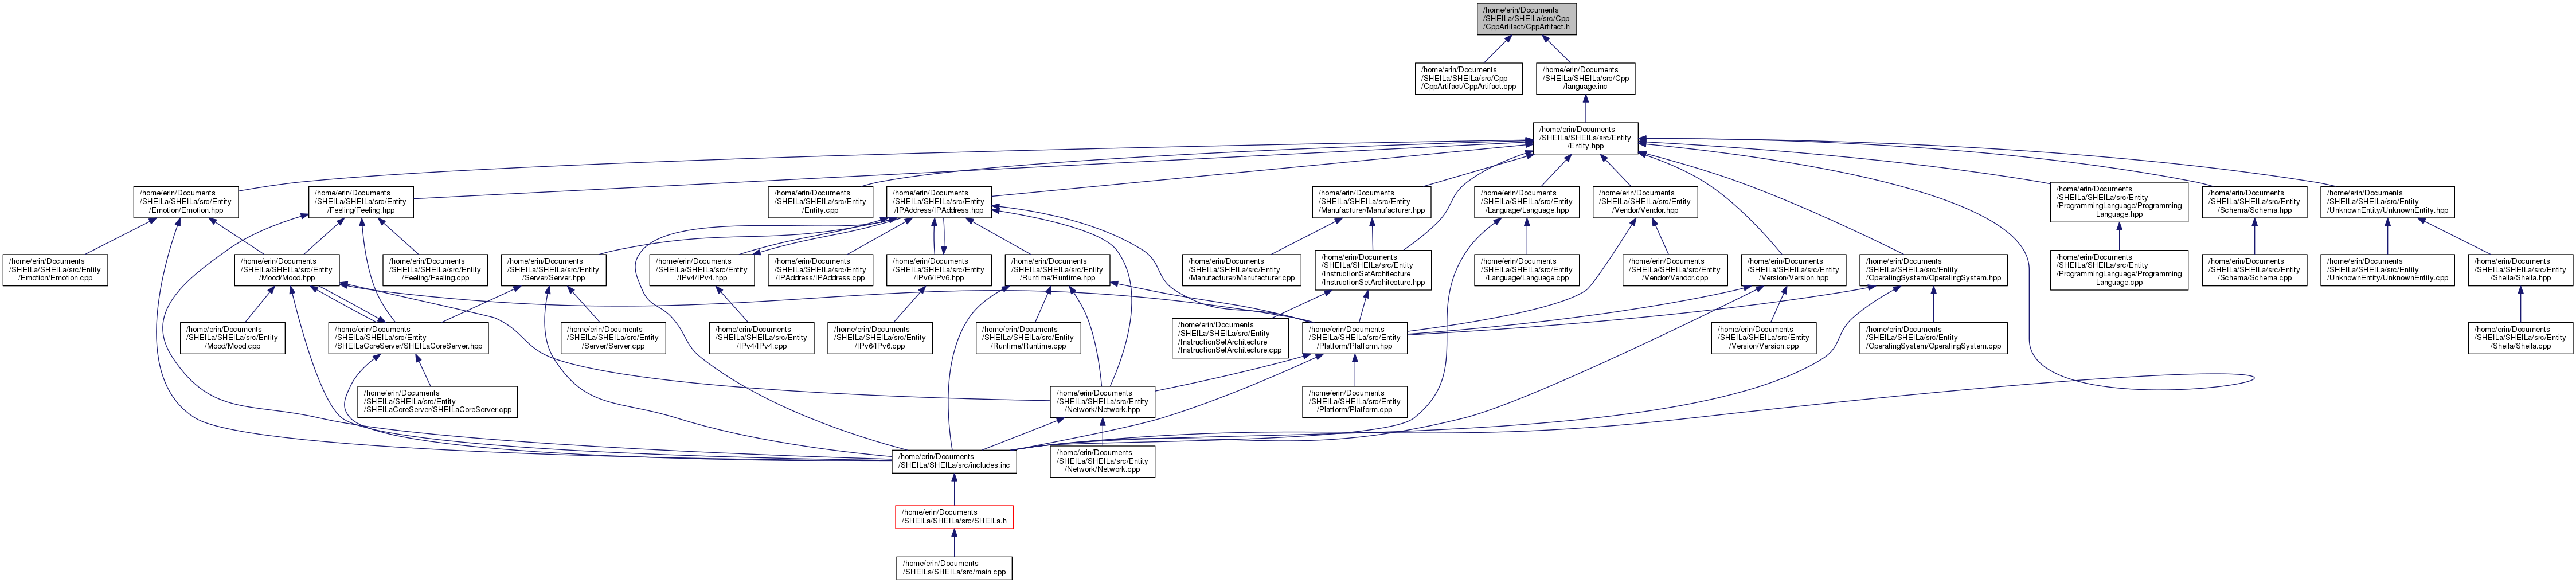 /home/erin/Documents
/SHEILa/SHEILa/src/Cpp
/CppArtifact/CppArtifact.h
/home/erin/Documents
/SHEILa/SHEILa/src/Cpp
/CppArtifact/CppArtifact.cpp
/home/erin/Documents
/SHEILa/SHEILa/src/Cpp
/language.inc
/home/erin/Documents
/SHEILa/SHEILa/src/Entity
/Entity.hpp
/home/erin/Documents
/SHEILa/SHEILa/src/Entity
/Emotion/Emotion.hpp
/home/erin/Documents
/SHEILa/SHEILa/src/Entity
/Feeling/Feeling.hpp
/home/erin/Documents
/SHEILa/SHEILa/src/Entity
/Entity.cpp
/home/erin/Documents
/SHEILa/SHEILa/src/Entity
/IPAddress/IPAddress.hpp
/home/erin/Documents
/SHEILa/SHEILa/src/Entity
/Manufacturer/Manufacturer.hpp
/home/erin/Documents
/SHEILa/SHEILa/src/Entity
/Language/Language.hpp
/home/erin/Documents
/SHEILa/SHEILa/src/Entity
/Vendor/Vendor.hpp
/home/erin/Documents
/SHEILa/SHEILa/src/Entity
/ProgrammingLanguage/Programming
Language.hpp
/home/erin/Documents
/SHEILa/SHEILa/src/Entity
/Schema/Schema.hpp
/home/erin/Documents
/SHEILa/SHEILa/src/Entity
/UnknownEntity/UnknownEntity.hpp
/home/erin/Documents
/SHEILa/SHEILa/src/Entity
/Emotion/Emotion.cpp
/home/erin/Documents
/SHEILa/SHEILa/src/Entity
/Mood/Mood.hpp
/home/erin/Documents
/SHEILa/SHEILa/src/Entity
/Feeling/Feeling.cpp
/home/erin/Documents
/SHEILa/SHEILa/src/Entity
/Server/Server.hpp
/home/erin/Documents
/SHEILa/SHEILa/src/Entity
/IPv4/IPv4.hpp
/home/erin/Documents
/SHEILa/SHEILa/src/Entity
/IPAddress/IPAddress.cpp
/home/erin/Documents
/SHEILa/SHEILa/src/Entity
/IPv6/IPv6.hpp
/home/erin/Documents
/SHEILa/SHEILa/src/Entity
/Runtime/Runtime.hpp
/home/erin/Documents
/SHEILa/SHEILa/src/Entity
/Manufacturer/Manufacturer.cpp
/home/erin/Documents
/SHEILa/SHEILa/src/Entity
/InstructionSetArchitecture
/InstructionSetArchitecture.hpp
/home/erin/Documents
/SHEILa/SHEILa/src/Entity
/Language/Language.cpp
/home/erin/Documents
/SHEILa/SHEILa/src/Entity
/Vendor/Vendor.cpp
/home/erin/Documents
/SHEILa/SHEILa/src/Entity
/Version/Version.hpp
/home/erin/Documents
/SHEILa/SHEILa/src/Entity
/OperatingSystem/OperatingSystem.hpp
/home/erin/Documents
/SHEILa/SHEILa/src/Entity
/ProgrammingLanguage/Programming
Language.cpp
/home/erin/Documents
/SHEILa/SHEILa/src/Entity
/Schema/Schema.cpp
/home/erin/Documents
/SHEILa/SHEILa/src/Entity
/UnknownEntity/UnknownEntity.cpp
/home/erin/Documents
/SHEILa/SHEILa/src/Entity
/Sheila/Sheila.hpp
/home/erin/Documents
/SHEILa/SHEILa/src/Entity
/Mood/Mood.cpp
/home/erin/Documents
/SHEILa/SHEILa/src/Entity
/SHEILaCoreServer/SHEILaCoreServer.hpp
/home/erin/Documents
/SHEILa/SHEILa/src/Entity
/Server/Server.cpp
/home/erin/Documents
/SHEILa/SHEILa/src/Entity
/IPv4/IPv4.cpp
/home/erin/Documents
/SHEILa/SHEILa/src/Entity
/IPv6/IPv6.cpp
/home/erin/Documents
/SHEILa/SHEILa/src/Entity
/Runtime/Runtime.cpp
/home/erin/Documents
/SHEILa/SHEILa/src/Entity
/InstructionSetArchitecture
/InstructionSetArchitecture.cpp
/home/erin/Documents
/SHEILa/SHEILa/src/Entity
/Platform/Platform.hpp
/home/erin/Documents
/SHEILa/SHEILa/src/Entity
/Version/Version.cpp
/home/erin/Documents
/SHEILa/SHEILa/src/Entity
/OperatingSystem/OperatingSystem.cpp
/home/erin/Documents
/SHEILa/SHEILa/src/Entity
/Sheila/Sheila.cpp
/home/erin/Documents
/SHEILa/SHEILa/src/Entity
/SHEILaCoreServer/SHEILaCoreServer.cpp
/home/erin/Documents
/SHEILa/SHEILa/src/Entity
/Network/Network.hpp
/home/erin/Documents
/SHEILa/SHEILa/src/Entity
/Platform/Platform.cpp
/home/erin/Documents
/SHEILa/SHEILa/src/includes.inc
/home/erin/Documents
/SHEILa/SHEILa/src/Entity
/Network/Network.cpp
/home/erin/Documents
/SHEILa/SHEILa/src/SHEILa.h
/home/erin/Documents
/SHEILa/SHEILa/src/main.cpp